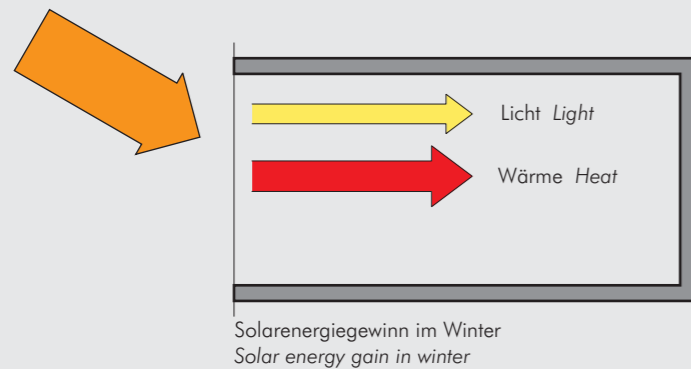 Licht Light
Wärme Heat
Solarenergiegewinn im Winter
Solar energy gain in winter